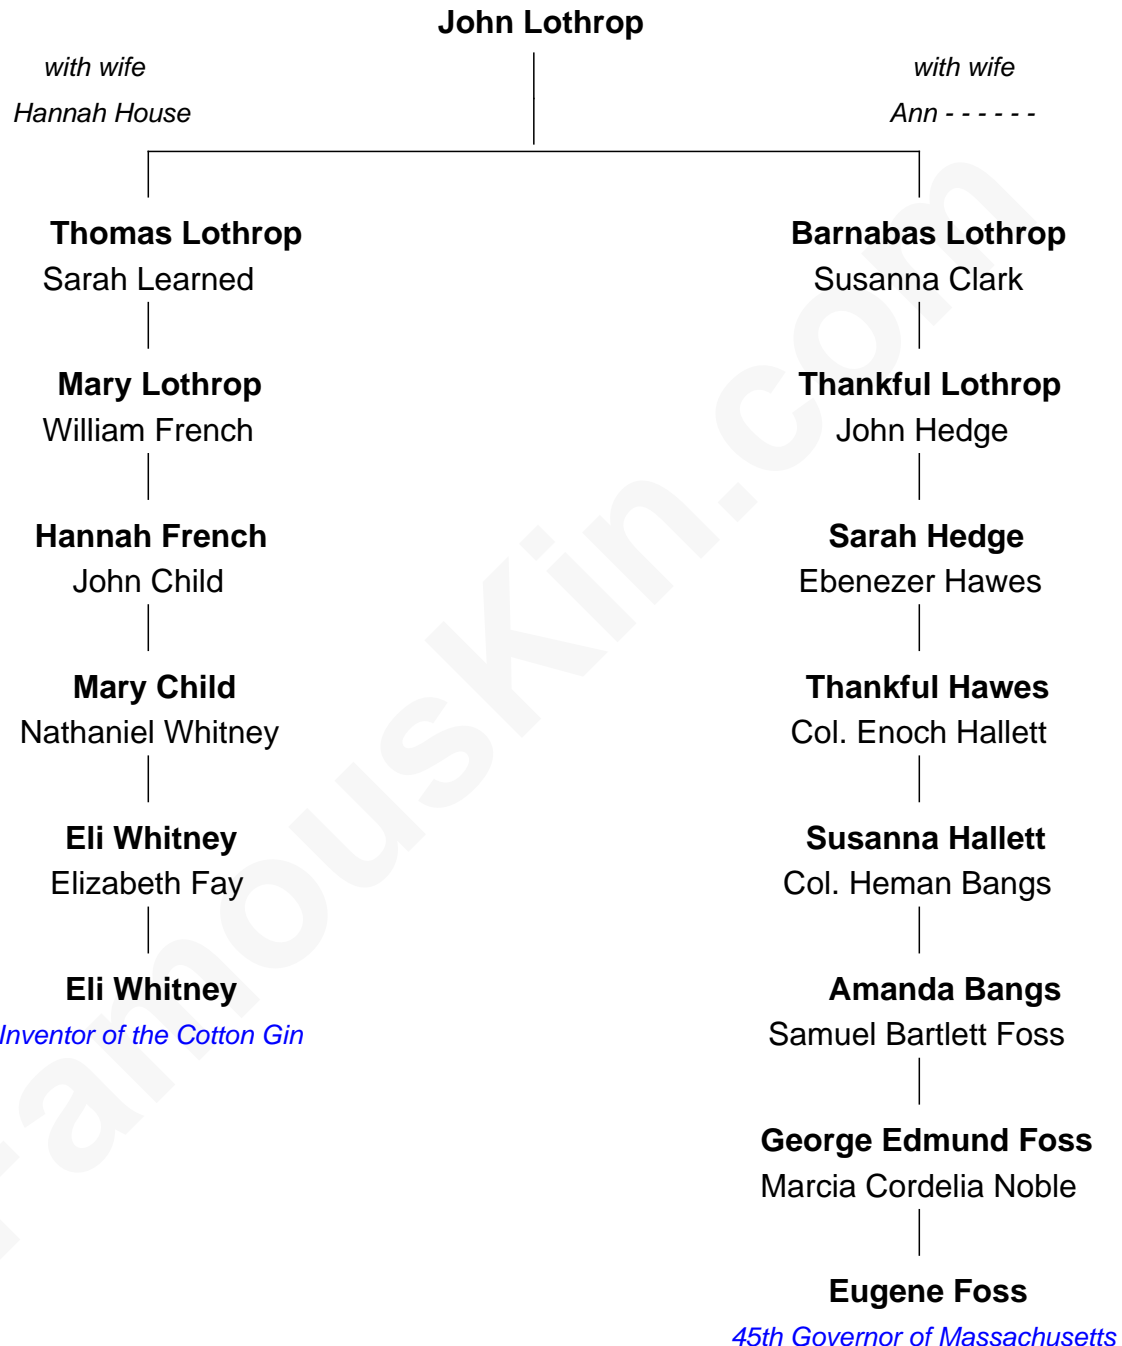 John Lothrop
with wife
Hannah House
with wife
Ann - - - - - -
Thomas Lothrop
Sarah Learned
Barnabas Lothrop
Susanna Clark
Mary Lothrop
William French
Thankful Lothrop
John Hedge
Hannah French
John Child
Sarah Hedge
Ebenezer Hawes
Mary Child
Nathaniel Whitney
Thankful Hawes
Col. Enoch Hallett
Eli Whitney
Elizabeth Fay
Susanna Hallett
Col. Heman Bangs
Eli Whitney
Inventor of the Cotton Gin
Amanda Bangs
Samuel Bartlett Foss
George Edmund Foss
Marcia Cordelia Noble
Eugene Foss
45th Governor of Massachusetts
FamousKin.com